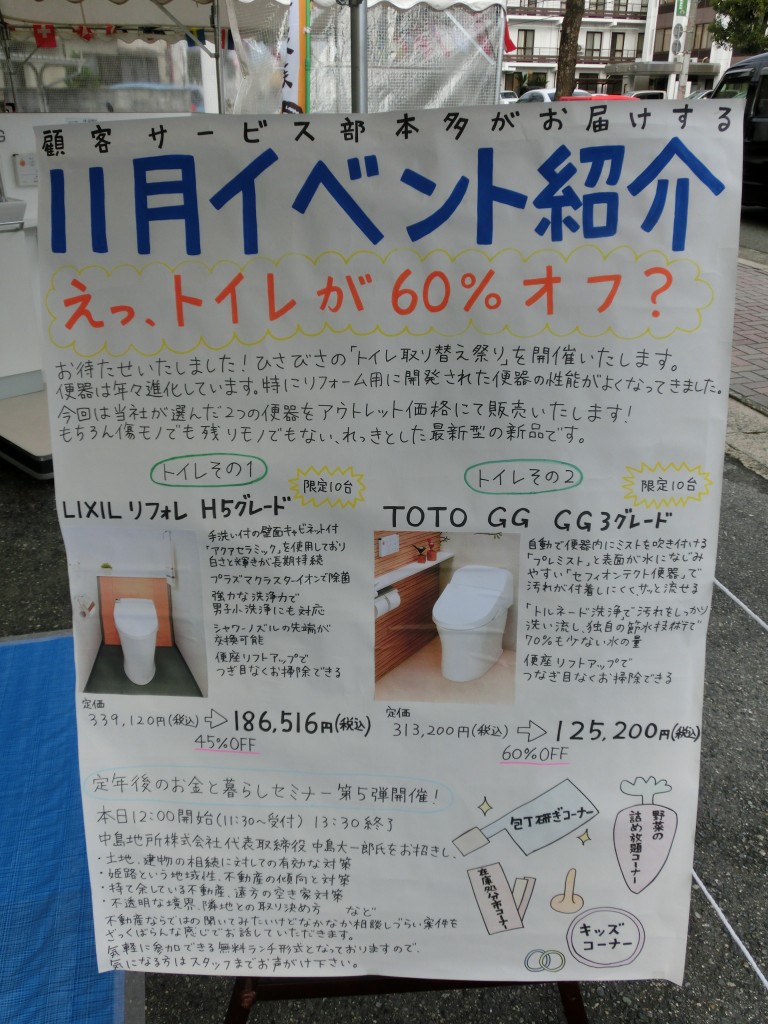 顧客サービス部本多がお届けする
11月イベント紹介
えっ、トイレが60%オフ?
お待たせいたしました!ひさびさの「トイレ取り替え祭り」を開催いたします。
便器は年々進化しています。特にリフォーム用に開発された便器の性能がよくなってきました。
今回は当社が選んだ2つの便器をアウトレット価格にて販売いたします!
もちろん傷モノでも残りモノでもない、れっきとした最新型の新品です。
トイレその1
限定10台
LIXIL リフォレ H5グレード
手洗い付の壁面キャビネット付
「アクアセラミック」を使用しており
白さと輝きが長期持続
プラズマクラスターイオンで除菌
強力な洗浄力で
男子小洗浄にも対応
シャワーノズルの先端が
交換可能
便座リフトアップで
つぎ目なくお掃除できる
定価
339,120円(税込)⇨186,516円(税込)
45%OFF
トイレその2
限定10台
TOTO GG GG3グレード
自動で便器内にミストを吹き付ける
「プレミスト」と表面が水になじみ
やすい「セフィオンテクト便器」で
汚れが付着しにくく、サッと流せる
「トルネード洗浄」で汚れをしっかり
洗い流し、独自の節水技術で
70%も少ない水の量
便座リフトアップで
つなぎ目なくお掃除できる
定価
313,200円(税込)⇨125,200円(税込)
60%OFF
定年後のお金と暮らしセミナー第5弾開催!
本日12:00開始(11:30~受付) 13:30終了
中島地所株式会社代表取締役 中島大一郎氏をお招きし、
・土地、建物の相続に対しての有効な対策
・姫路という地域性、不動産の傾向と対策
・持て余している不動産、遠方の空き家対策
・不透明な境界、隣地との取り決め方 など
不動産ならではの聞いてみたいけどなかなか相談しづらい案件を
ざっくばらんな感じでお話していただきます。
気軽に参加できる無料ランチ形式となっておりますので、
気になる方はスタッフまでお声がけ下さい。
包丁研ぎコーナー
野菜の
詰め放題コーナー
在庫処分市コーナー
キッズ
コーナー